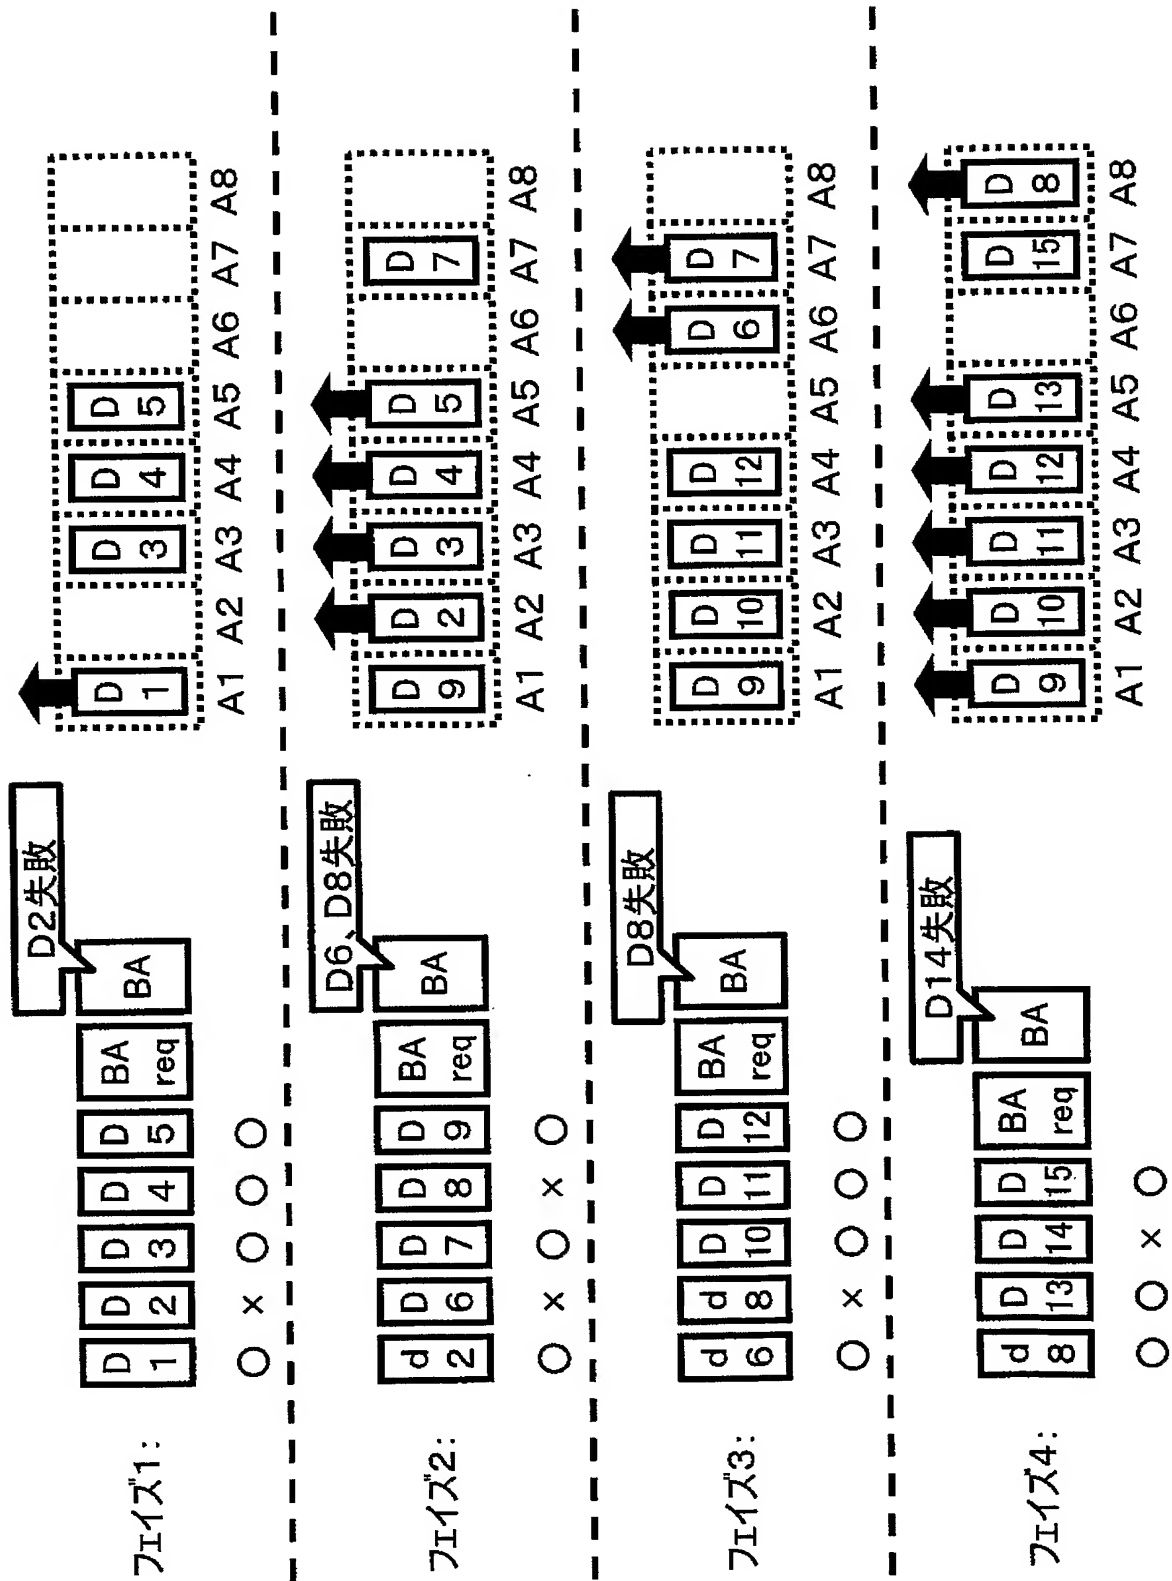 フェイズ1:
D1 D2 D3 D4 D5 BA req BA
D2失敗
○ × ○ ○ ○
D1 D3 D4 D5
A1 A2 A3 A4 A5 A6 A7 A8
フェイズ2:
d2 D6 D7 D8 D9 BA req BA
D6、D8失敗
○ × ○ × ○
D9 D2 D3 D4 D5 D7
A1 A2 A3 A4 A5 A6 A7 A8
フェイズ3:
d6 d8 D10 D11 D12 BA req BA
D8失敗
○ × ○ ○ ○
D9 D10 D11 D12 D6 D7
A1 A2 A3 A4 A5 A6 A7 A8
フェイズ4:
d8 D13 D14 D15 BA req BA
D14失敗
○ ○ × ○
D9 D10 D11 D12 D13 D15 D8
A1 A2 A3 A4 A5 A6 A7 A8